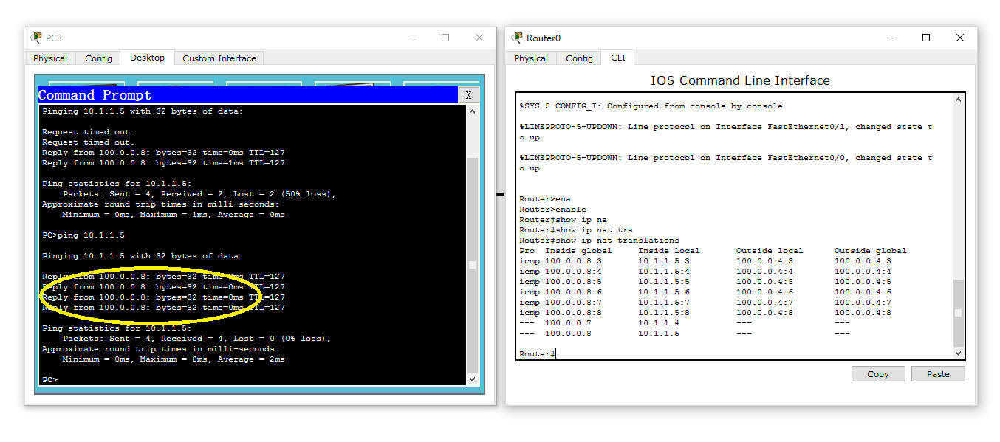 PC3
Physical Config Desktop Custom Interface
Command Prompt X
Pinging 10.1.1.5 with 32 bytes of data:
Request timed out.
Request timed out.
Reply from 100.0.0.8: bytes=32 time=0ms TTL=127
Reply from 100.0.0.8: bytes=32 time=1ms TTL=127
Ping statistics for 10.1.1.5:
Packets: Sent = 4, Received = 2, Lost = 2 (50% loss),
Approximate round trip times in milli-seconds:
Minimum = 0ms, Maximum = 1ms, Average = 0ms
PC>ping 10.1.1.5
Pinging 10.1.1.5 with 32 bytes of data:
Reply from 100.0.0.8: bytes=32 TTL=127
Reply from 100.0.0.8: bytes=32 time=0ms TTL=127
Reply from 100.0.0.8: bytes=32 time=0ms TTL=127
Reply from 100.0.0.8: bytes=32 time=0ms TTL=127
Ping statistics for 10.1.1.5:
Packets: Sent = 4, Received = 4, Lost = 0 (0% loss),
Approximate round trip times in milli-seconds:
Minimum = 0ms, Maximum = 8ms, Average = 2ms
PC>
Router0
Physical Config CLI
IOS Command Line Interface
%SYS-5-CONFIG_I: Configured from console by console
%LINEPROTO-5-UPDOWN: Line protocol on Interface FastEthernet0/1, changed state t
o up
%LINEPROTO-5-UPDOWN: Line protocol on Interface FastEthernet0/0, changed state t
o up
Router>ena
Router>enable
Router#show ip na
Router#show ip nat tra
Router#show ip nat translations
Pro Inside global Inside local Outside local Outside global
icmp 100.0.0.8:3 10.1.1.5:3 100.0.0.4:3 100.0.0.4:3
icmp 100.0.0.8:4 10.1.1.5:4 100.0.0.4:4 100.0.0.4:4
icmp 100.0.0.8:5 10.1.1.5:5 100.0.0.4:5 100.0.0.4:5
icmp 100.0.0.8:6 10.1.1.5:6 100.0.0.4:6 100.0.0.4:6
icmp 100.0.0.8:7 10.1.1.5:7 100.0.0.4:7 100.0.0.4:7
icmp 100.0.0.8:8 10.1.1.5:8 100.0.0.4:8 100.0.0.4:8
--- 100.0.0.7 10.1.1.4 --- ---
--- 100.0.0.8 10.1.1.5 --- ---
Router#
Copy Paste